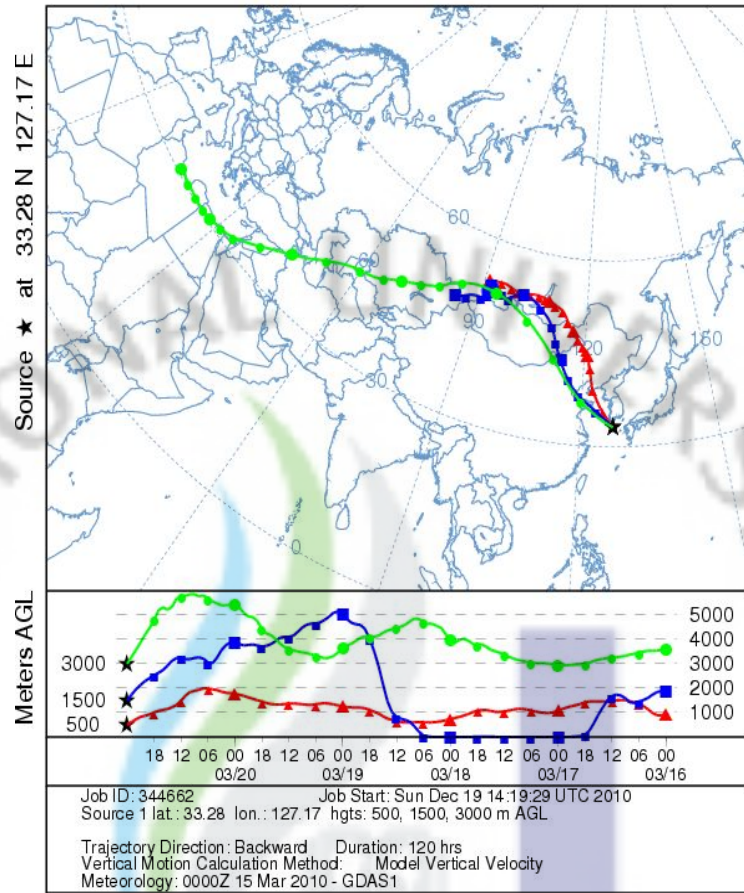 Source ★ at 33.28 N 127.17 E
60
150
120
90
30
0
Meters AGL
5000
4000
3000 3000
2000
1500
1000
500
18 12 06 00 18 12 06 00 18 12 06 00 18 12 06 00 18 12 06 00
03/20 03/19 03/18 03/17 03/16
Job ID: 344662 Job Start: Sun Dec 19 14:19:29 UTC 2010
Source 1 lat.: 33.28 lon.: 127.17 hgts: 500, 1500, 3000 m AGL
Trajectory Direction: Backward Duration: 120 hrs
Vertical Motion Calculation Method: Model Vertical Velocity
Meteorology: 0000Z 15 Mar 2010 - GDAS1